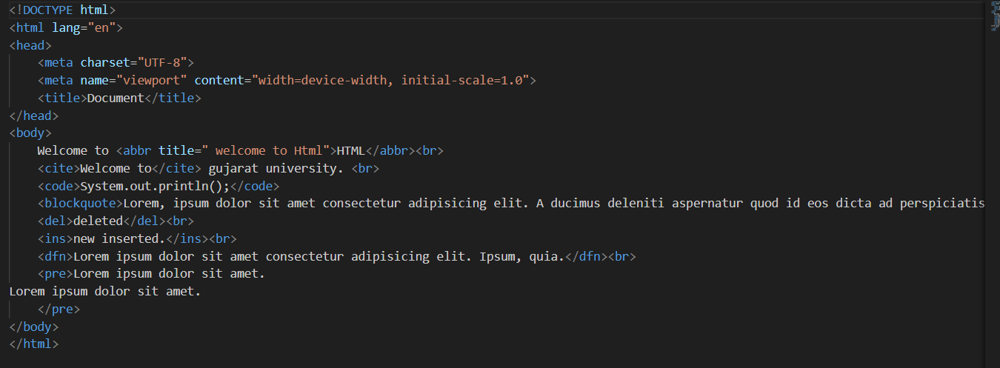 <!DOCTYPE html>
<html lang="en">
<head>
    <meta charset="UTF-8">
    <meta name="viewport" content="width=device-width, initial-scale=1.0">
    <title>Document</title>
</head>
<body>
    Welcome to <abbr title=" welcome to Html">HTML</abbr><br>
    <cite>Welcome to</cite> gujarat university. <br>
    <code>System.out.println();</code>
    <blockquote>Lorem, ipsum dolor sit amet consectetur adipisicing elit. A ducimus deleniti aspernatur quod id eos dicta ad perspiciatis
    <del>deleted</del><br>
    <ins>new inserted.</ins><br>
    <dfn>Lorem ipsum dolor sit amet consectetur adipisicing elit. Ipsum, quia.</dfn><br>
    <pre>Lorem ipsum dolor sit amet.
Lorem ipsum dolor sit amet.
    </pre>
</body>
</html>